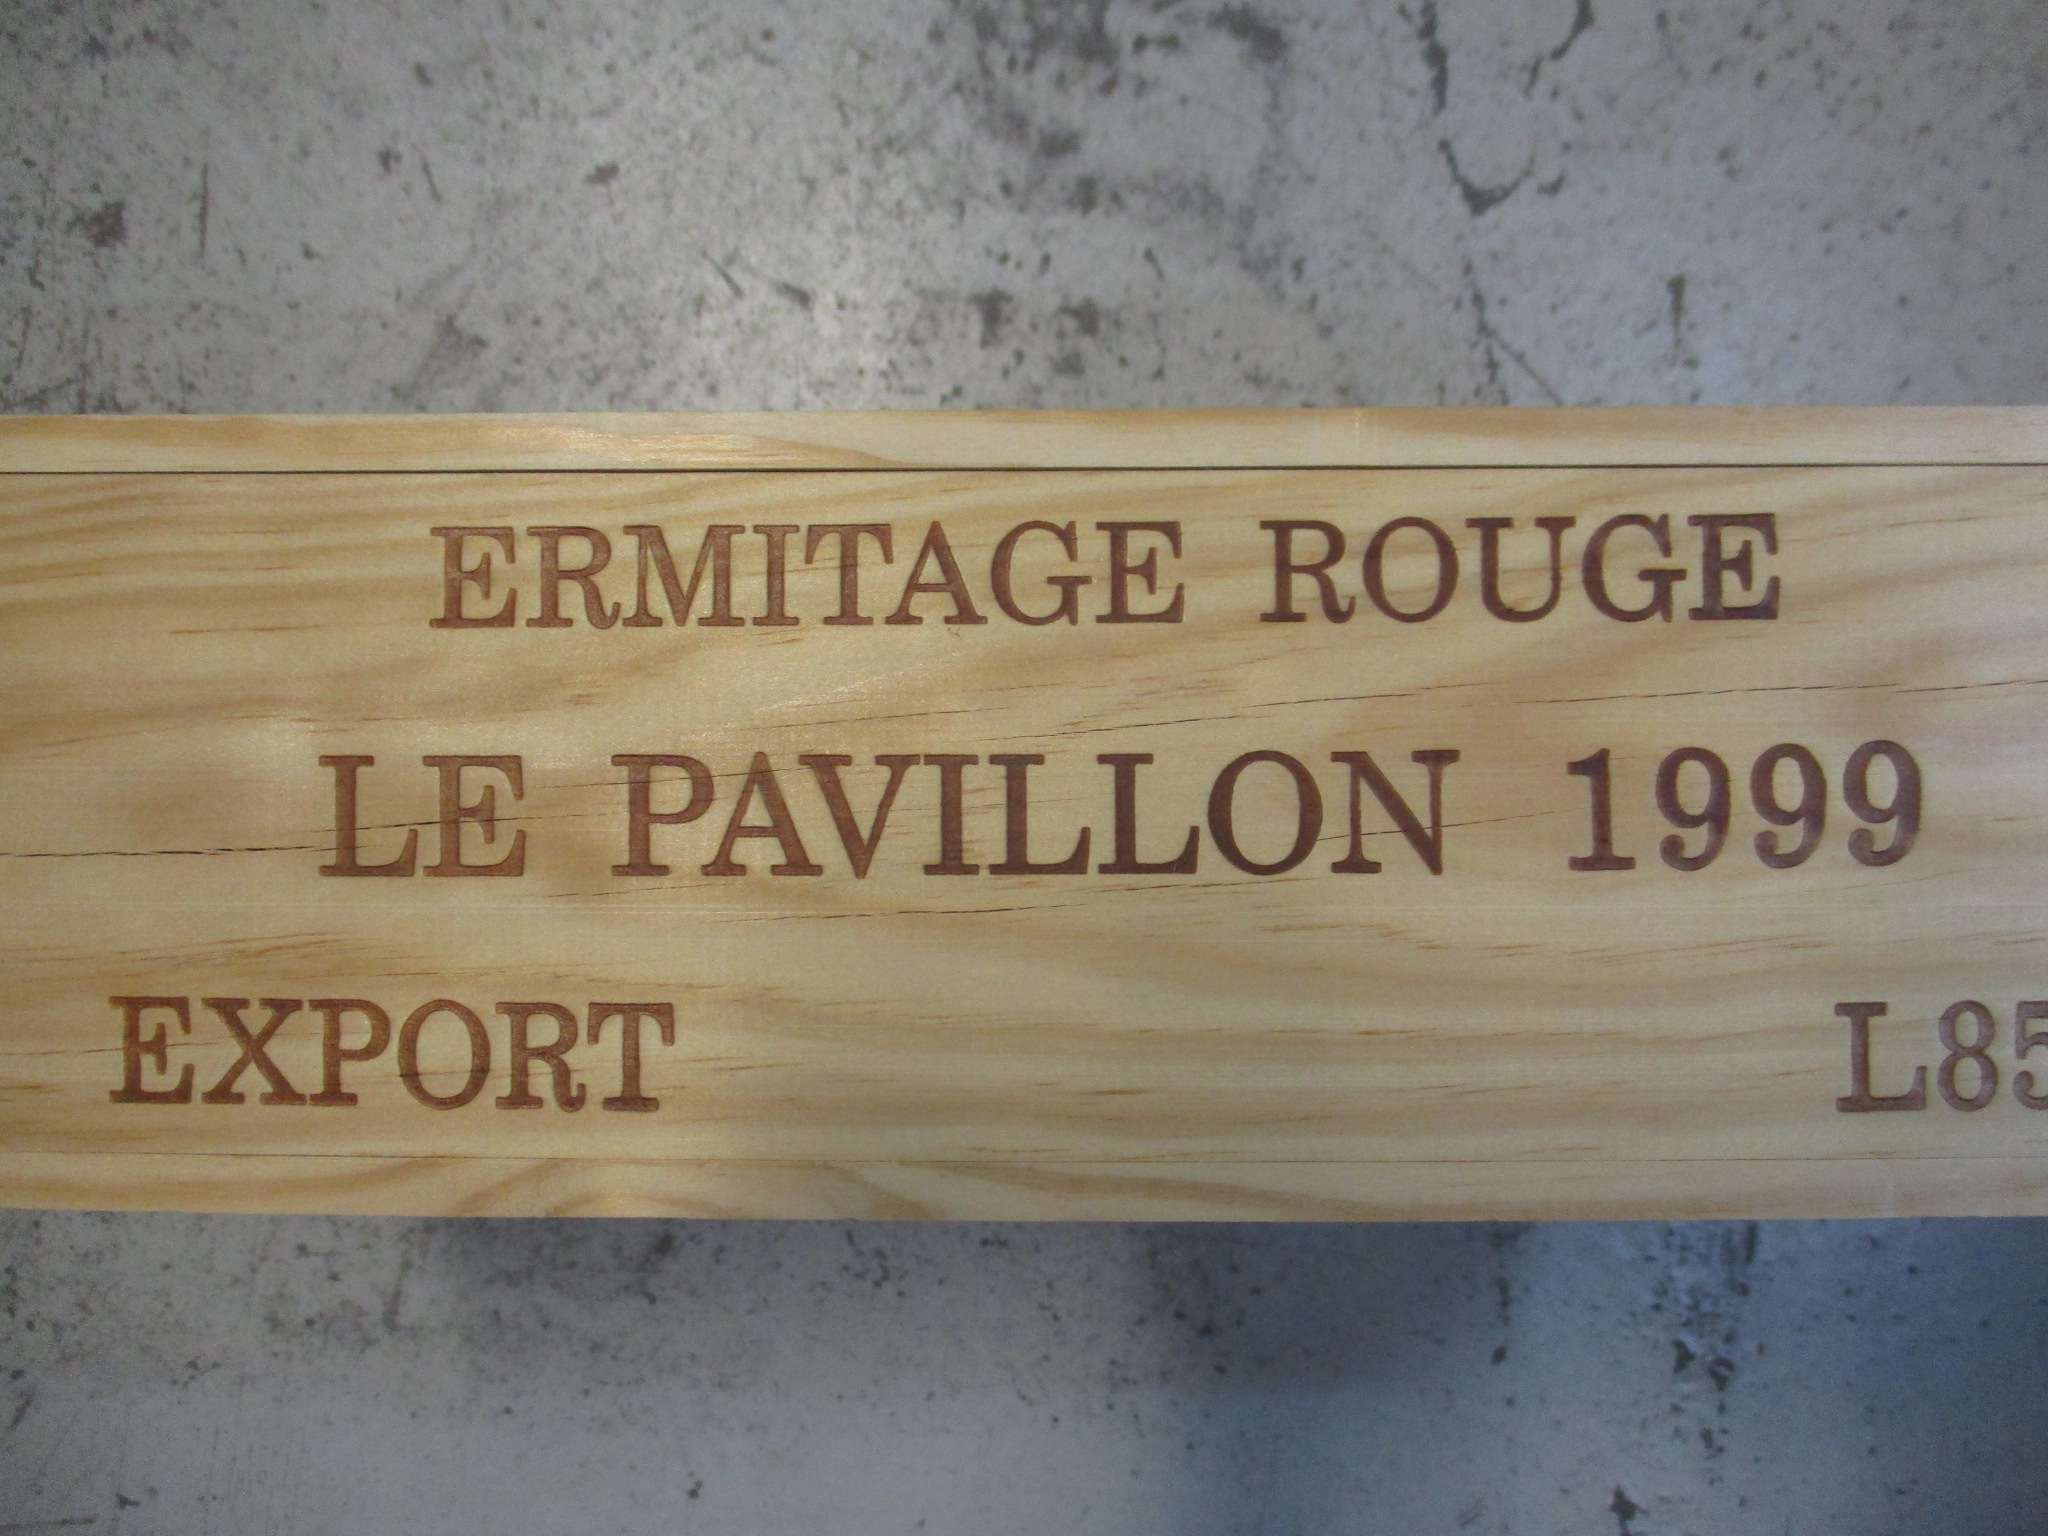 ERMITAGE ROUGE
LE PAVILLON 1999
EXPORT L85